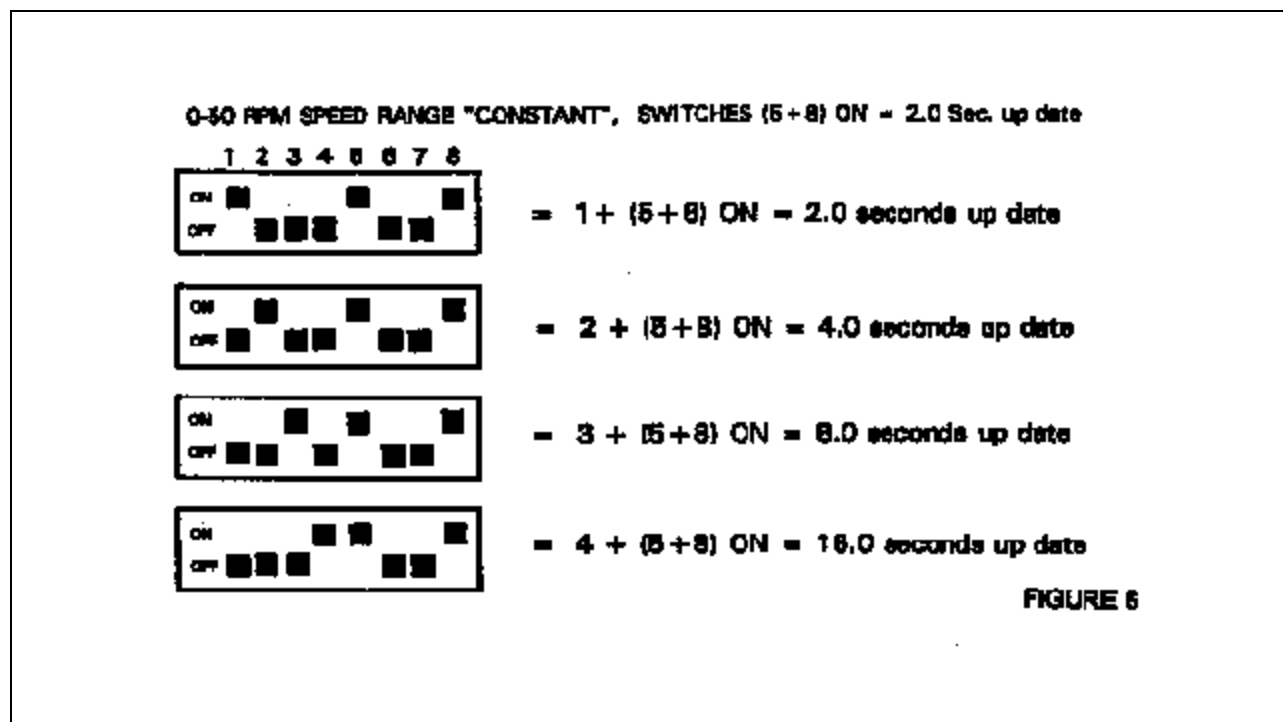 0-50 RPM SPEED RANGE "CONSTANT", SWITCHES (5+8) ON = 2.0 Sec. up date
1 2 3 4 5 6 7 8
ON
OFF
= 1 + (5+8) ON = 2.0 seconds up date
ON
OFF
= 2 + (5+8) ON = 4.0 seconds up date
ON
OFF
= 3 + (5+8) ON = 8.0 seconds up date
ON
OFF
= 4 + (5+8) ON = 16.0 seconds up date
FIGURE